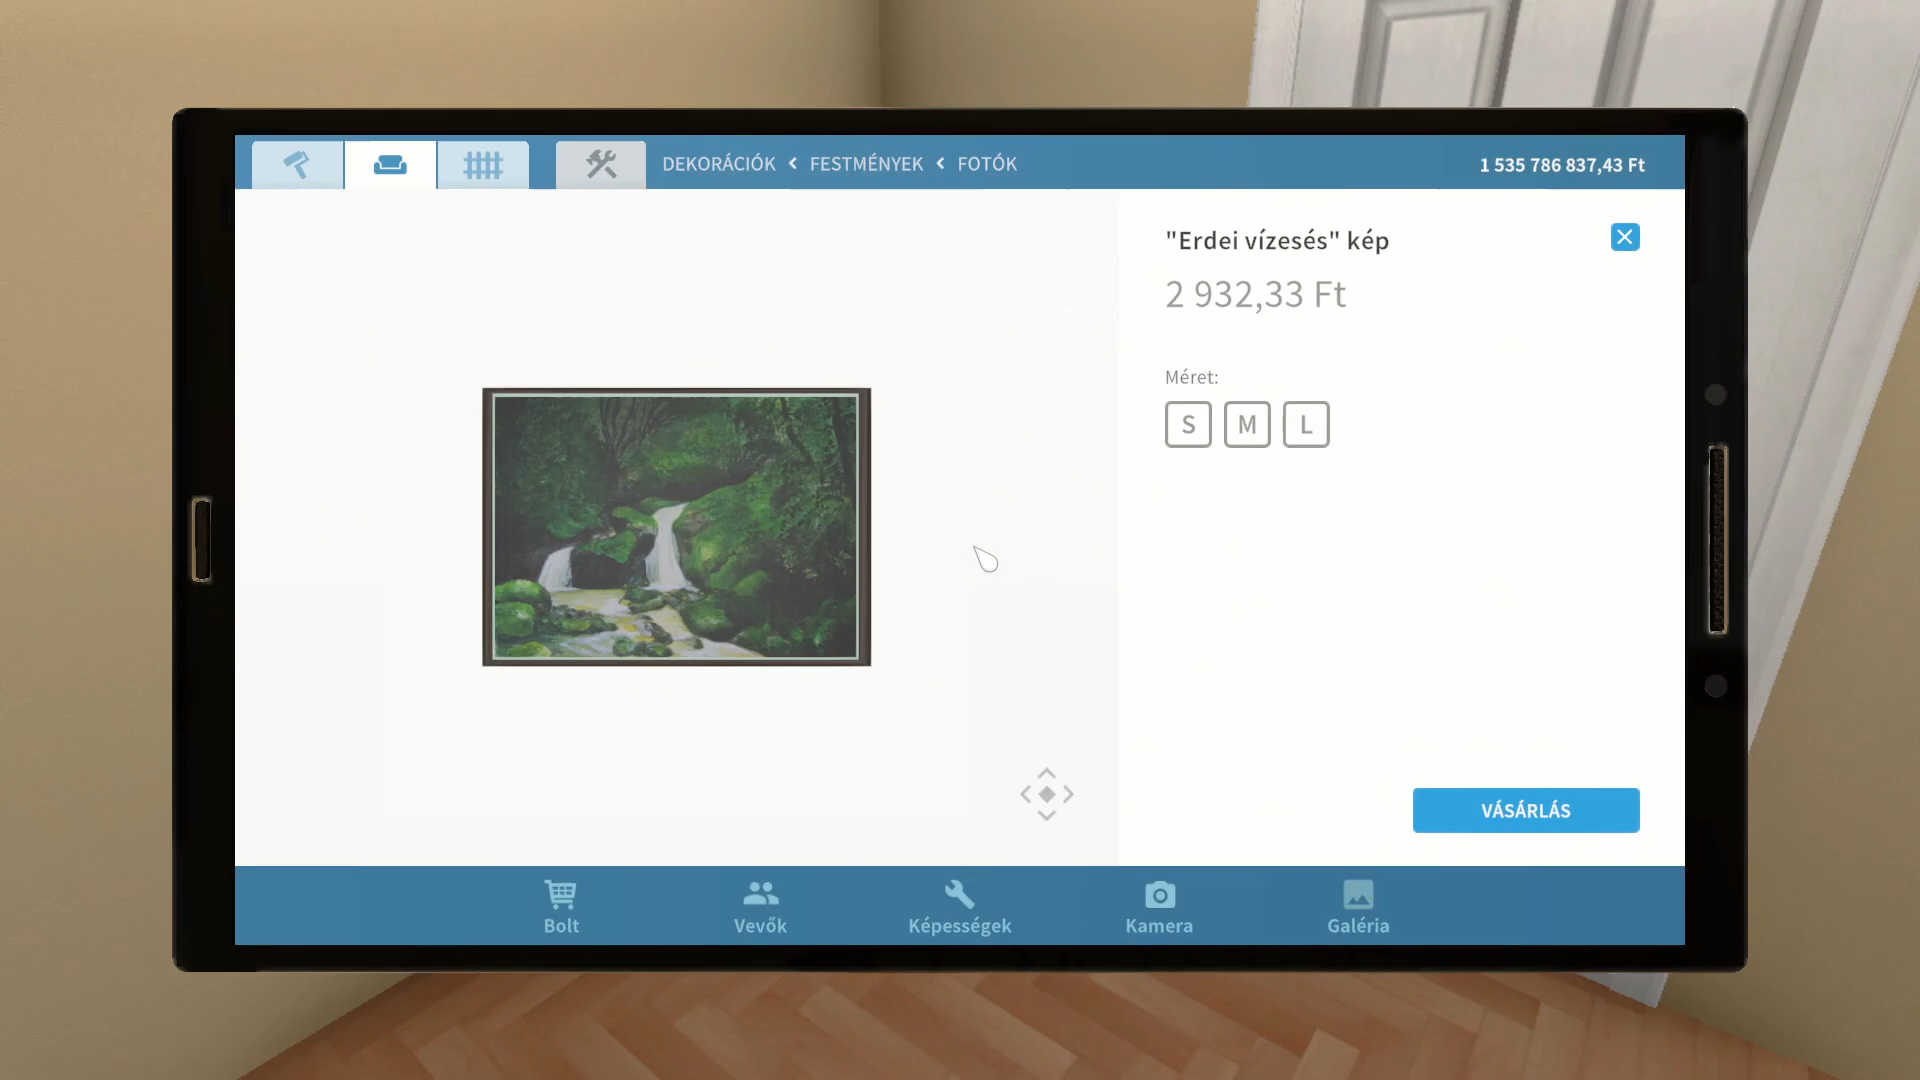 DEKORÁCIÓK < FESTMÉNYEK < FOTÓK
1 535 786 837,43 Ft
"Erdei vízesés" kép
2 932,33 Ft
Méret:
S M L
VÁSÁRLÁS
Bolt Vevők Képességek Kamera Galéria